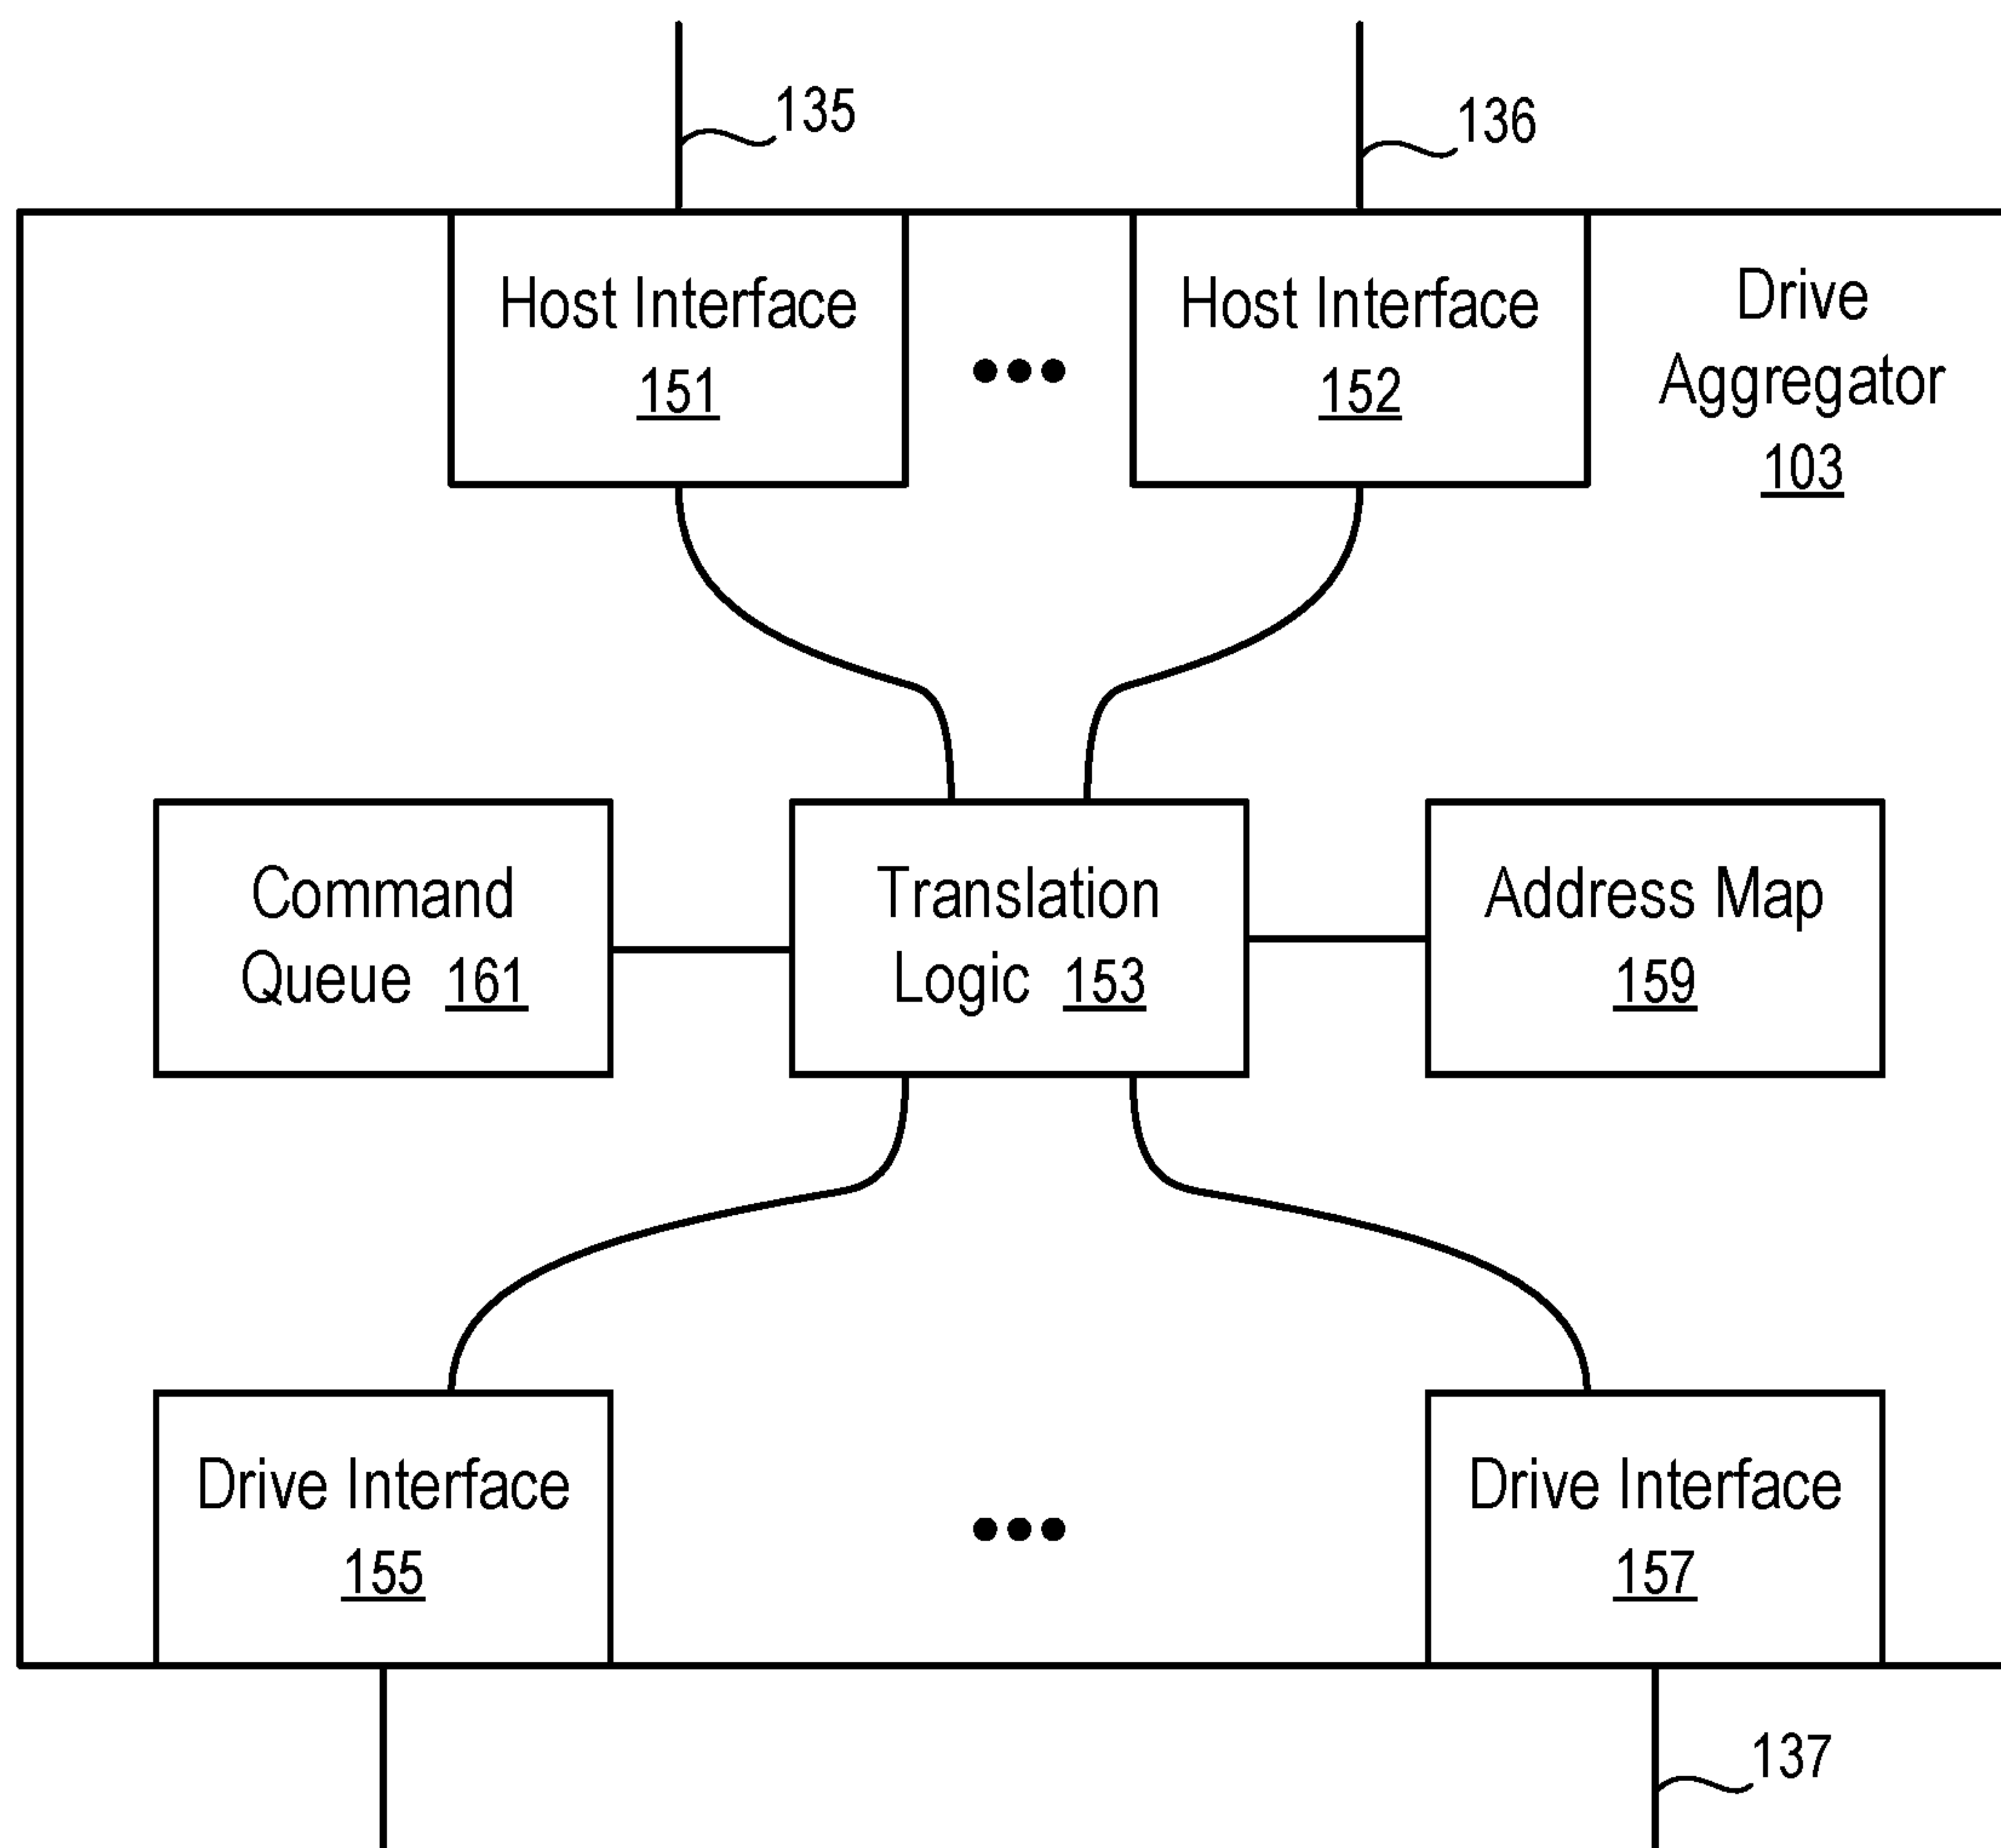 135
136
Host Interface
151
Host Interface
152
Drive
Aggregator
103
Command
Queue 161
Translation
Logic 153
Address Map
159
Drive Interface
155
Drive Interface
157
137